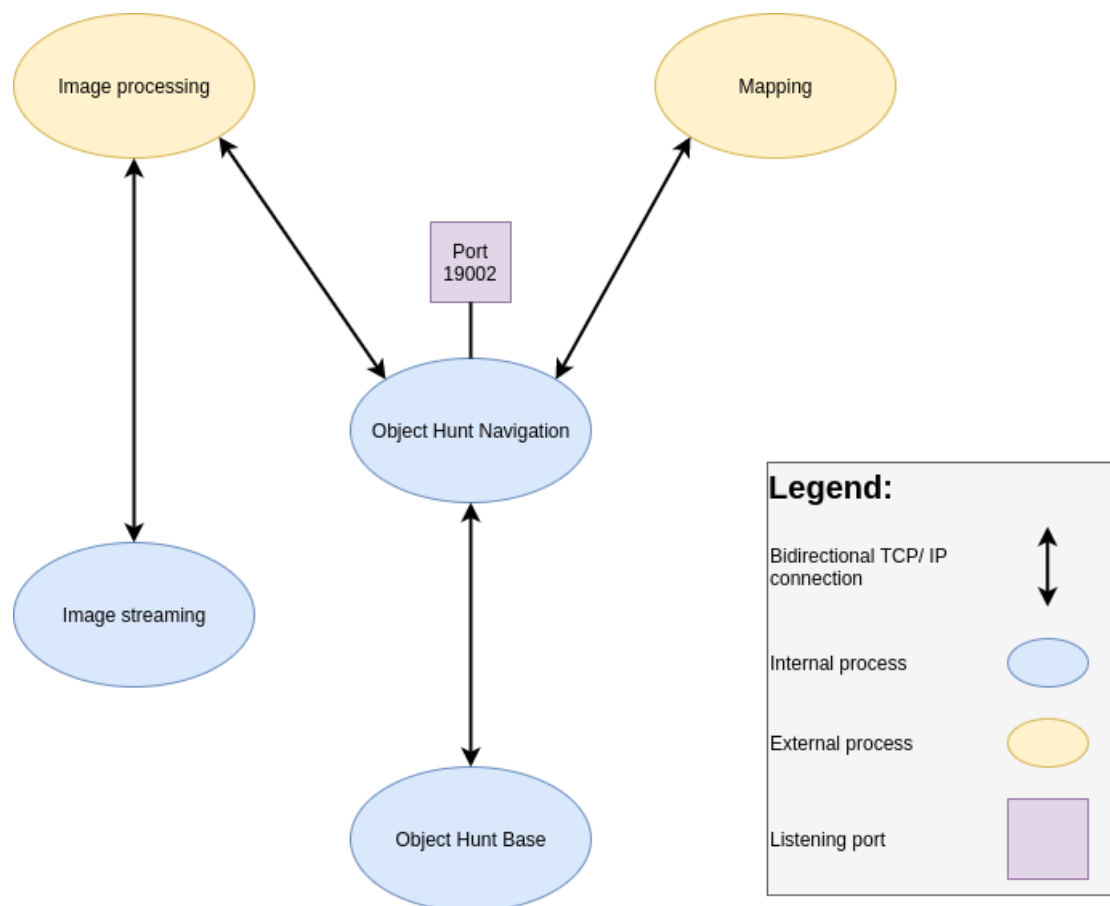 Image processing
Mapping
Port
19002
Object Hunt Navigation
Image streaming
Object Hunt Base
Legend:
Bidirectional TCP/ IP
connection
Internal process
External process
Listening port